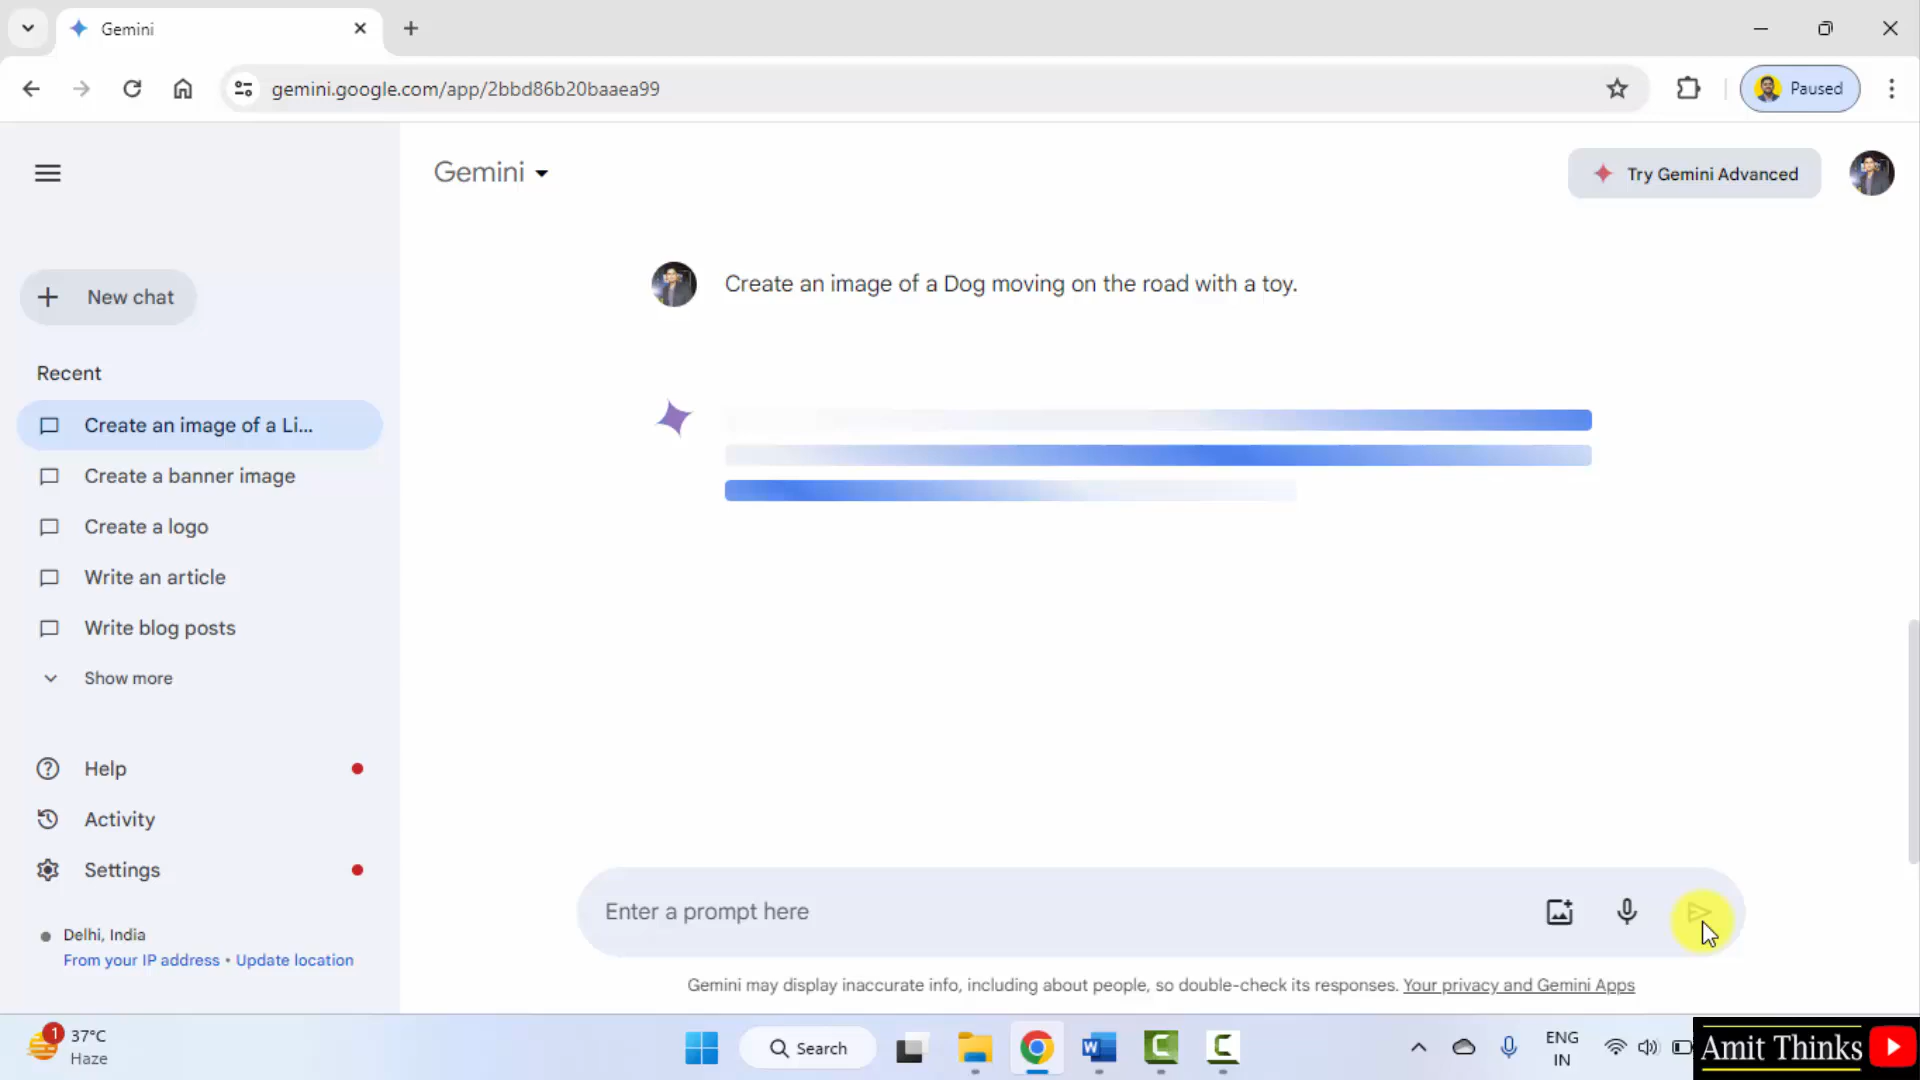 Gemini
gemini.google.com/app/2bbd86b20baaea99
Paused
Gemini
Try Gemini Advanced
New chat
Recent
Create an image of a Li...
Create a banner image
Create a logo
Write an article
Write blog posts
Show more
Help
Activity
Settings
Delhi, India
From your IP address • Update location
Create an image of a Dog moving on the road with a toy.
Enter a prompt here
Gemini may display inaccurate info, including about people, so double-check its responses. Your privacy and Gemini Apps
1
37°C
Haze
Search
W
C
C
ENG
IN
Amit Thinks